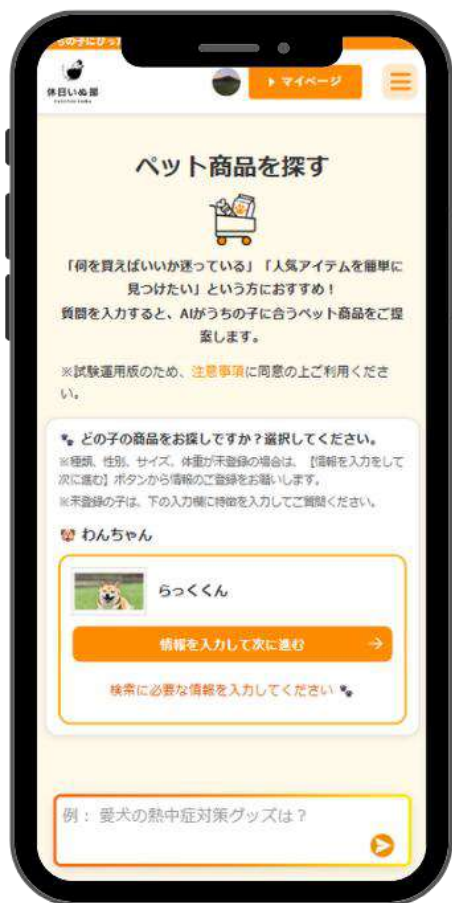 ちの子にぴっ
休日いぬ部
マイページ
ペット商品を探す
「何を買えばいいか迷っている」「人気アイテムを簡単に
見つけたい」という方におすすめ！
質問を入力すると、AIがうちの子に合うペット商品をご提
案します。
※試験運用版のため、注意事項に同意の上ご利用くださ
い。
どの子の商品をお探しですか？選択してください。
※種類、性別、サイズ、体重が未登録の場合は、【情報を入力をして
次に進む】ボタンから情報のご登録をお願いします。
※未登録の子は、下の入力欄に特徴を入力してご質問ください。
わんちゃん
らっくくん
情報を入力して次に進む
検索に必要な情報を入力してください
例： 愛犬の熱中症対策グッズは？